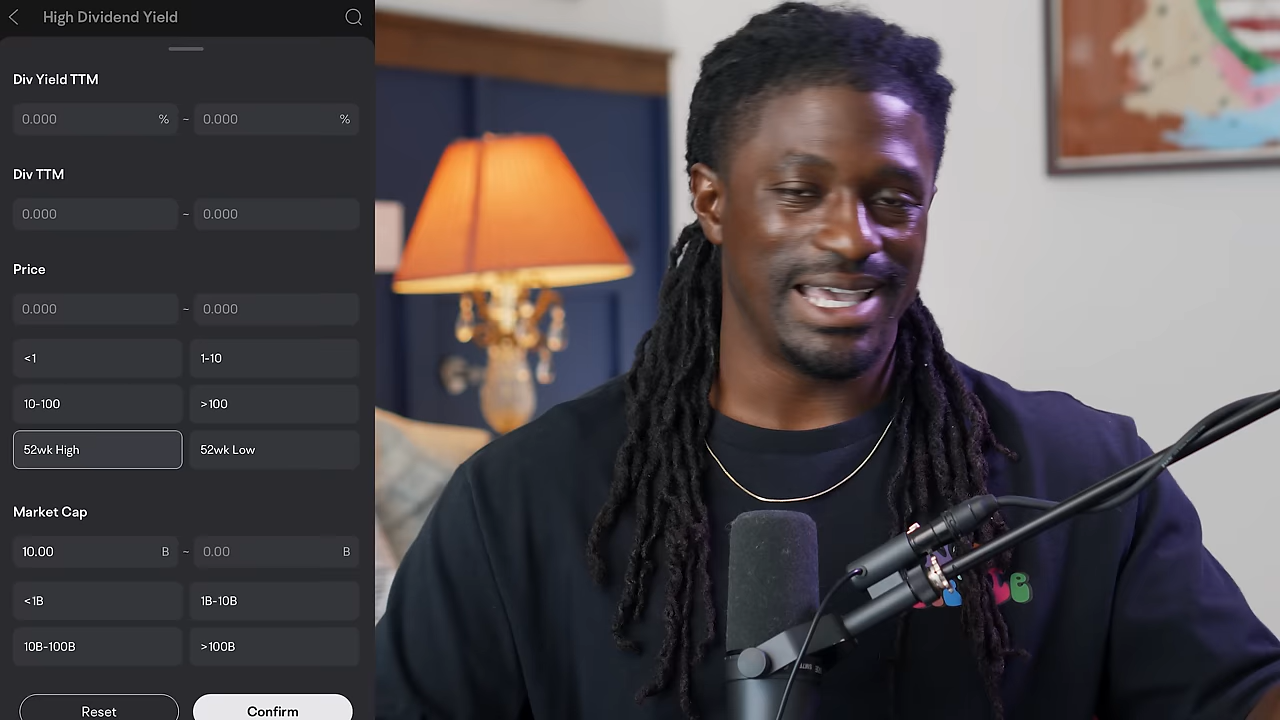 High Dividend Yield
Div Yield TTM
0.000 % ~ 0.000 %
Div TTM
0.000 ~ 0.000
Price
0.000 ~ 0.000
<1 1-10
10-100 >100
52wk High 52wk Low
Market Cap
10.00 B ~ 0.00 B
<1B 1B-10B
10B-100B >100B
Reset Confirm